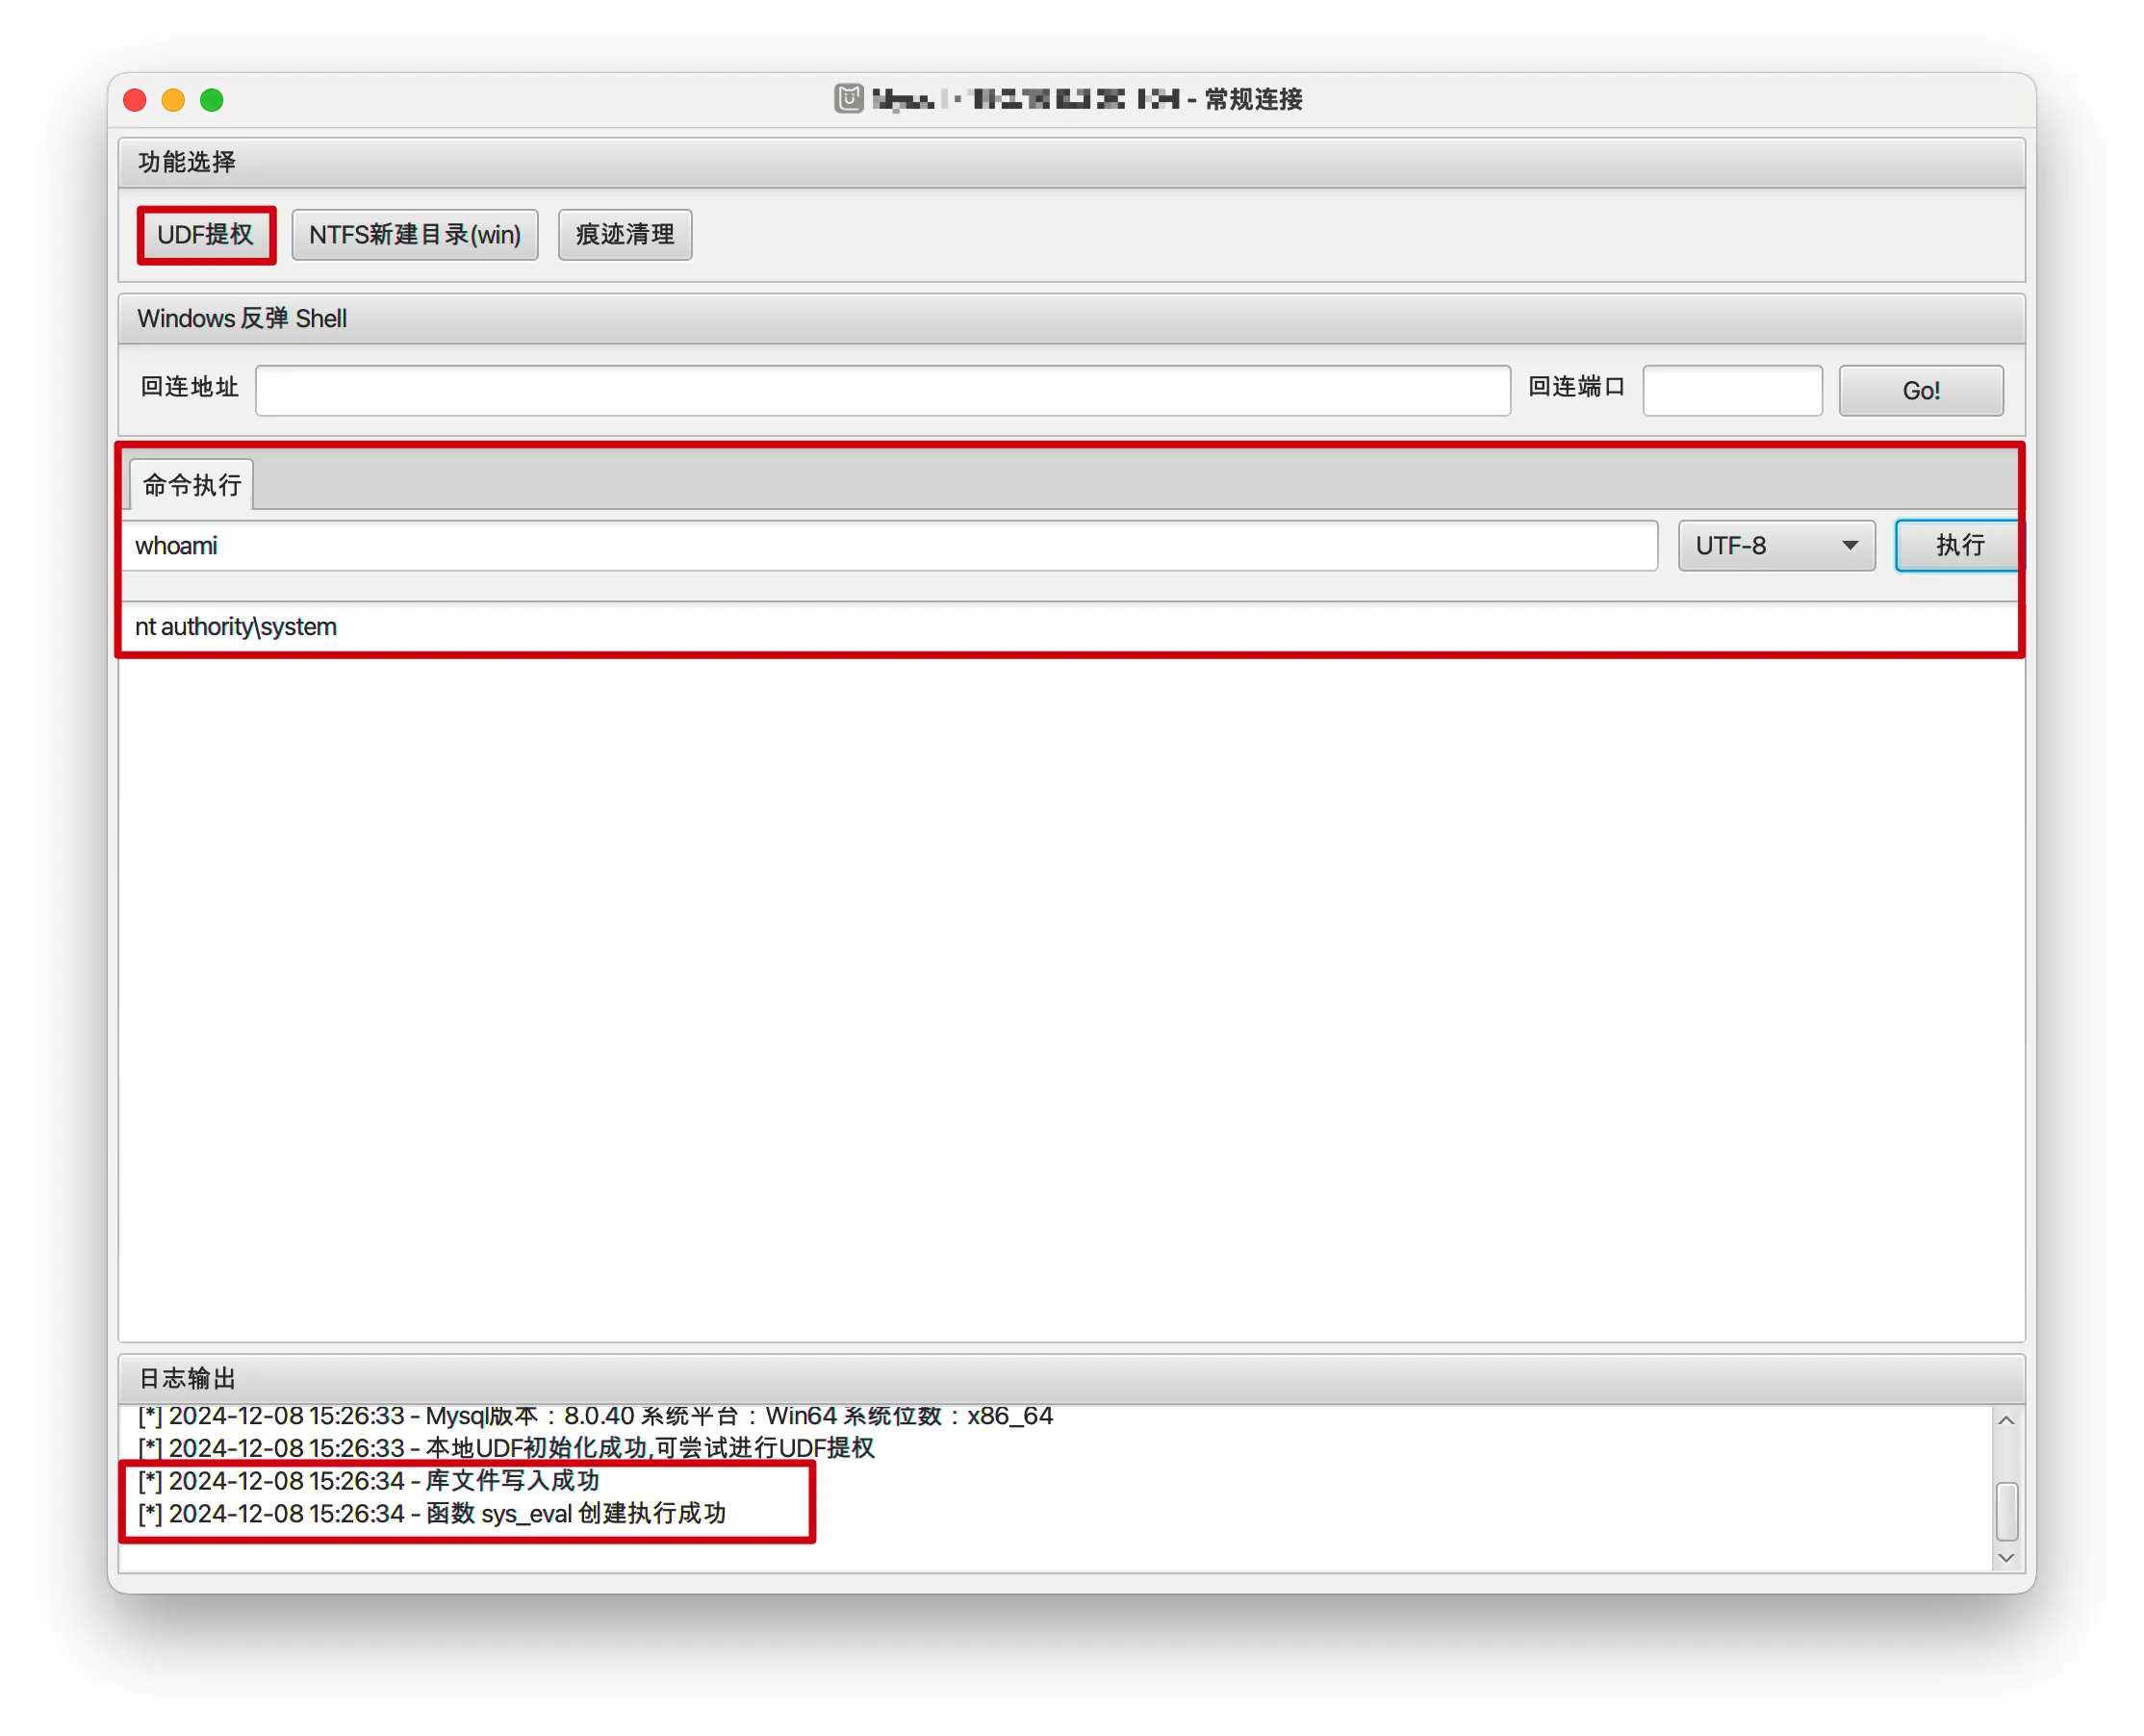 - 常规连接
功能选择
UDF提权 NTFS新建目录(win) 痕迹清理
Windows 反弹 Shell
回连地址 回连端口 Go!
命令执行
whoami UTF-8 执行
nt authority\system
日志输出
[*] 2024-12-08 15:26:33 - Mysql版本：8.0.40 系统平台：Win64 系统位数：x86_64
[*] 2024-12-08 15:26:33 - 本地UDF初始化成功,可尝试进行UDF提权
[*] 2024-12-08 15:26:34 - 库文件写入成功
[*] 2024-12-08 15:26:34 - 函数 sys_eval 创建执行成功